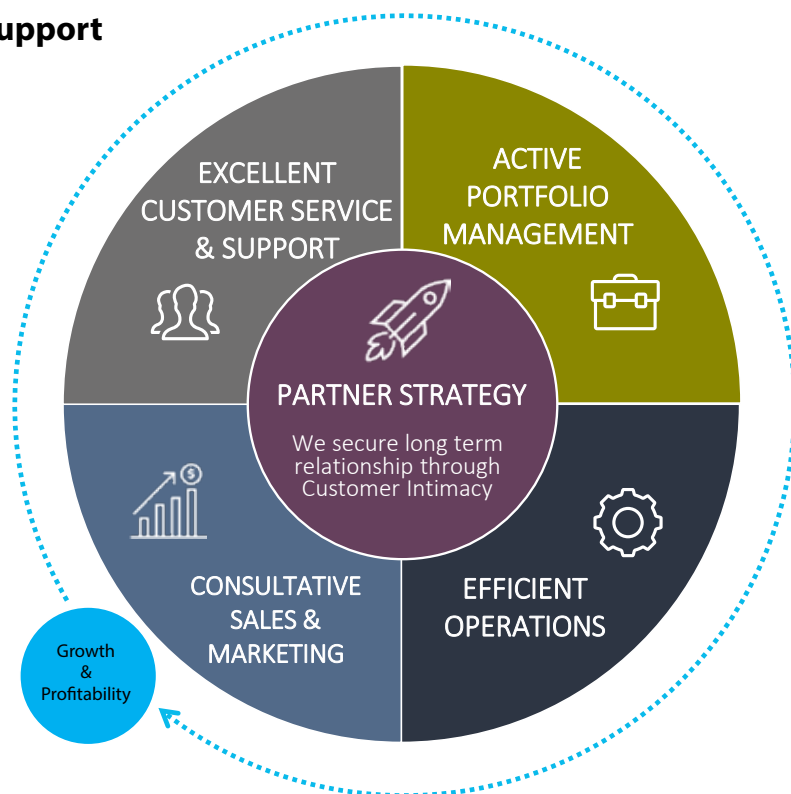 upport
EXCELLENT
CUSTOMER SERVICE
& SUPPORT
ACTIVE
PORTFOLIO
MANAGEMENT
PARTNER STRATEGY
We secure long term
relationship through
Customer Intimacy
$
CONSULTATIVE
SALES &
MARKETING
EFFICIENT
OPERATIONS
Growth
&
Profitability